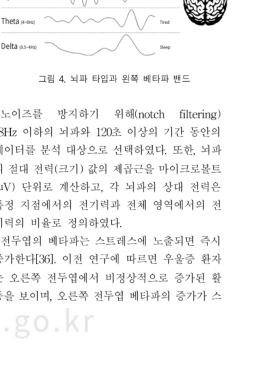 Theta (4-8Hz) Tired
Delta (0.5-4Hz) Sleep
그림 4. 뇌파 타입과 왼쪽 베타파 밴드
노이즈를 방지하기 위해(notch filtering)
8Hz 이하의 뇌파와 120초 이상의 기간 동안의
데이터를 분석 대상으로 선택하였다. 또한, 뇌파
의 절대 전력(크기) 값의 제곱근을 마이크로볼트
(μV) 단위로 계산하고, 각 뇌파의 상대 전력은
특정 지점에서의 전기력과 전체 영역에서의 전
기력의 비율로 정의하였다.
전두엽의 베타파는 스트레스에 노출되면 즉시
증가한다[36]. 이전 연구에 따르면 우울증 환자
는 오른쪽 전두엽에서 비정상적으로 증가된 활
동을 보이며, 오른쪽 전두엽 베타파의 증가가 스
.go.kr